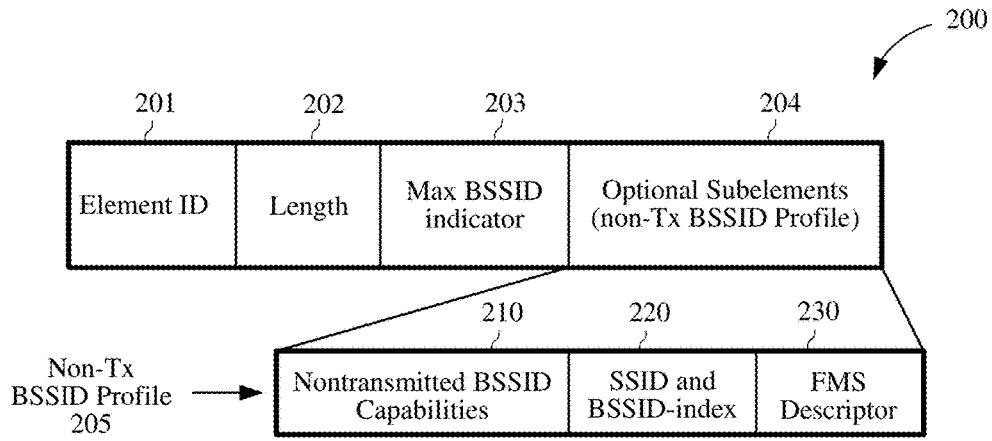 200
201
202
203
204
Element ID
Length
Max BSSID
indicator
Optional Subelements
(non-Tx BSSID Profile)
210
220
230
Non-Tx
BSSID Profile
205
Nontransmitted BSSID
Capabilities
SSID and
BSSID-index
FMS
Descriptor